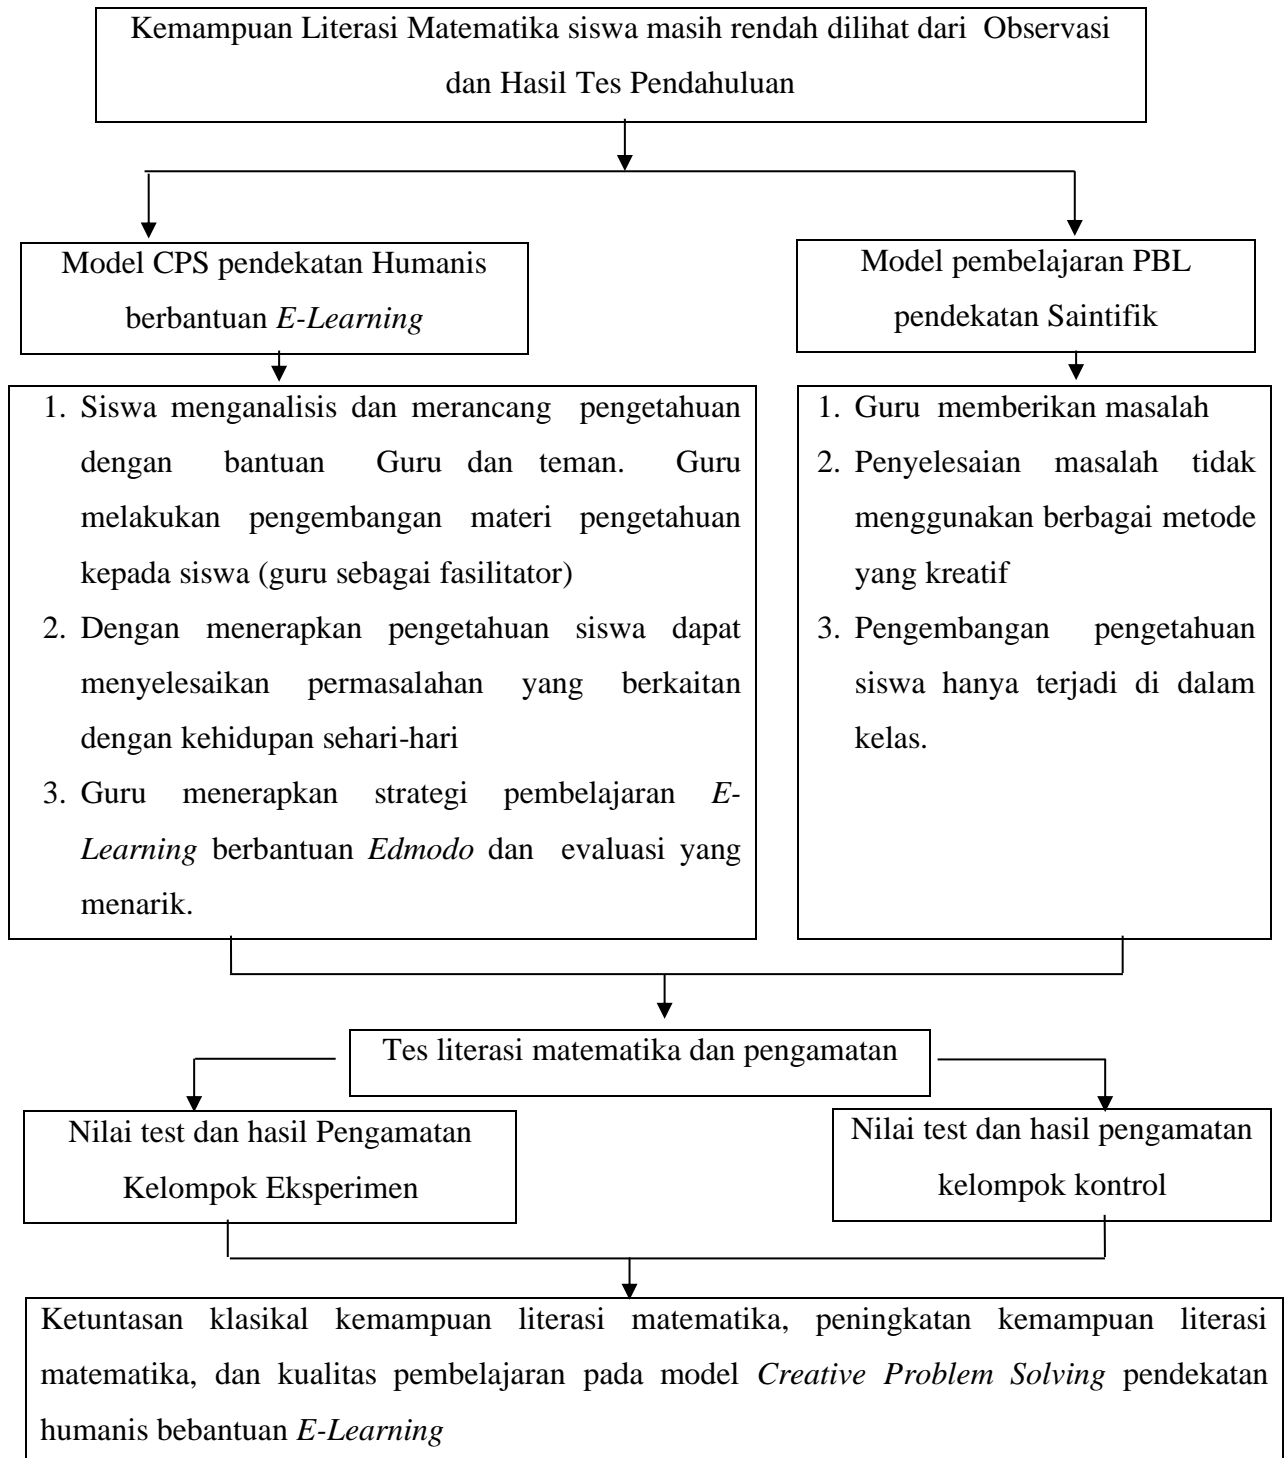 Kemampuan Literasi Matematika siswa masih rendah dilihat dari Observasi
dan Hasil Tes Pendahuluan
Model CPS pendekatan Humanis
berbantuan E-Learning
Model pembelajaran PBL
pendekatan Saintifik
1. Siswa menganalisis dan merancang pengetahuan
dengan bantuan Guru dan teman. Guru
melakukan pengembangan materi pengetahuan
kepada siswa (guru sebagai fasilitator)
2. Dengan menerapkan pengetahuan siswa dapat
menyelesaikan permasalahan yang berkaitan
dengan kehidupan sehari-hari
3. Guru menerapkan strategi pembelajaran E-
Learning berbantuan Edmodo dan evaluasi yang
menarik.
1. Guru memberikan masalah
2. Penyelesaian masalah tidak
menggunakan berbagai metode
yang kreatif
3. Pengembangan pengetahuan
siswa hanya terjadi di dalam
kelas.
Tes literasi matematika dan pengamatan
Nilai test dan hasil Pengamatan
Kelompok Eksperimen
Nilai test dan hasil pengamatan
kelompok kontrol
Ketuntasan klasikal kemampuan literasi matematika, peningkatan kemampuan literasi
matematika, dan kualitas pembelajaran pada model Creative Problem Solving pendekatan
humanis bebantuan E-Learning